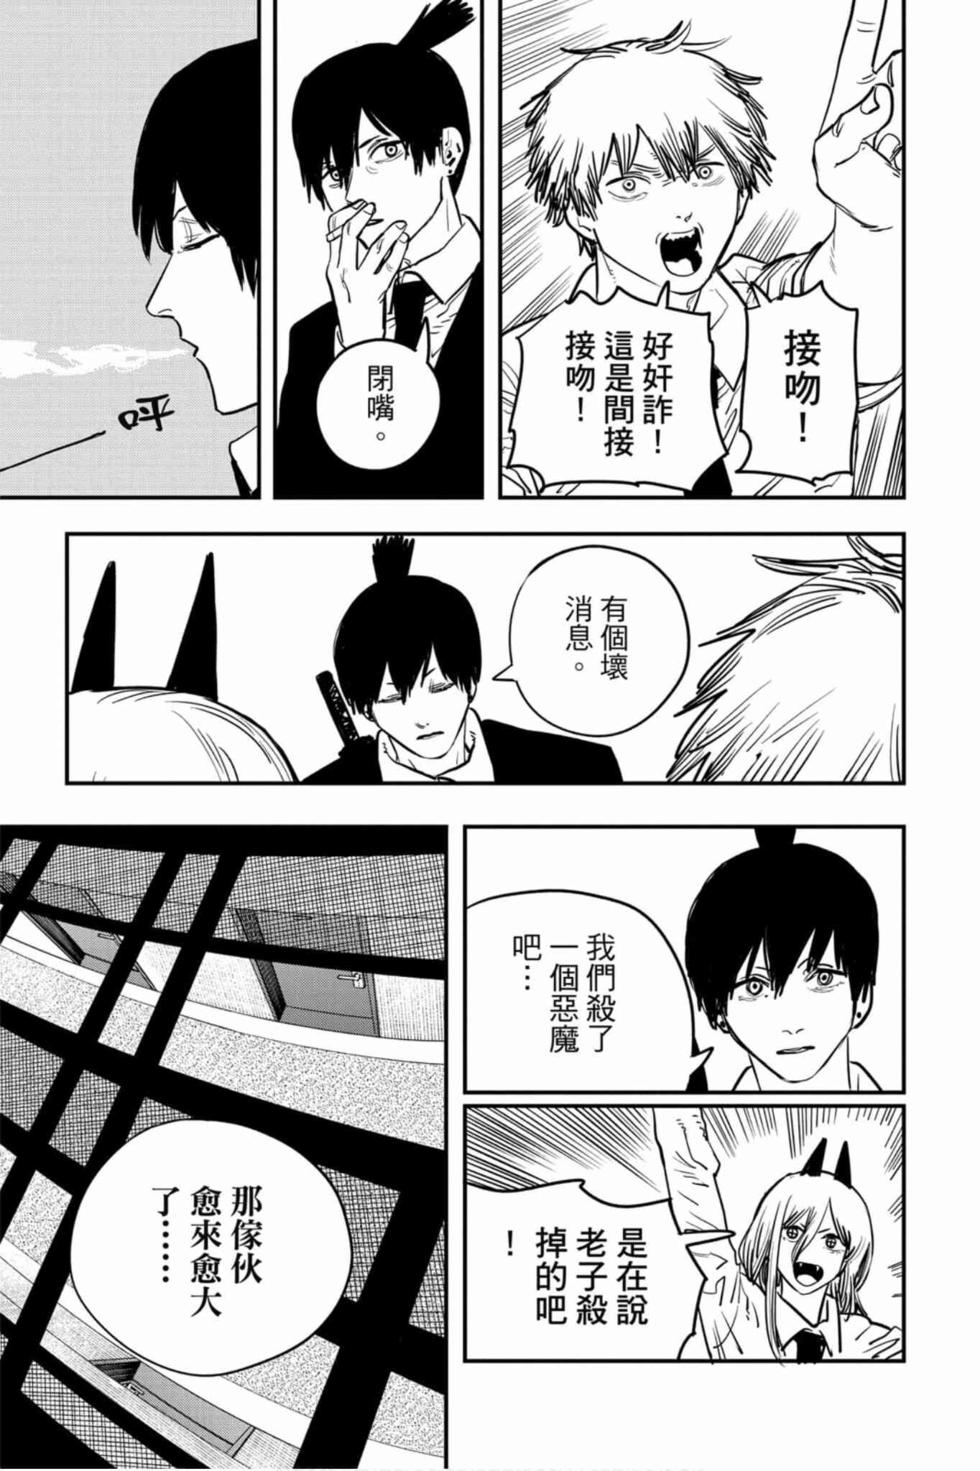 接吻！
好奸詐！
這是間接
接吻！
閉嘴。
呼
有個壞
消息。
我們殺了
一個惡魔
吧…
是在說
老子殺
掉的吧
！
那傢伙
愈來愈大
了……